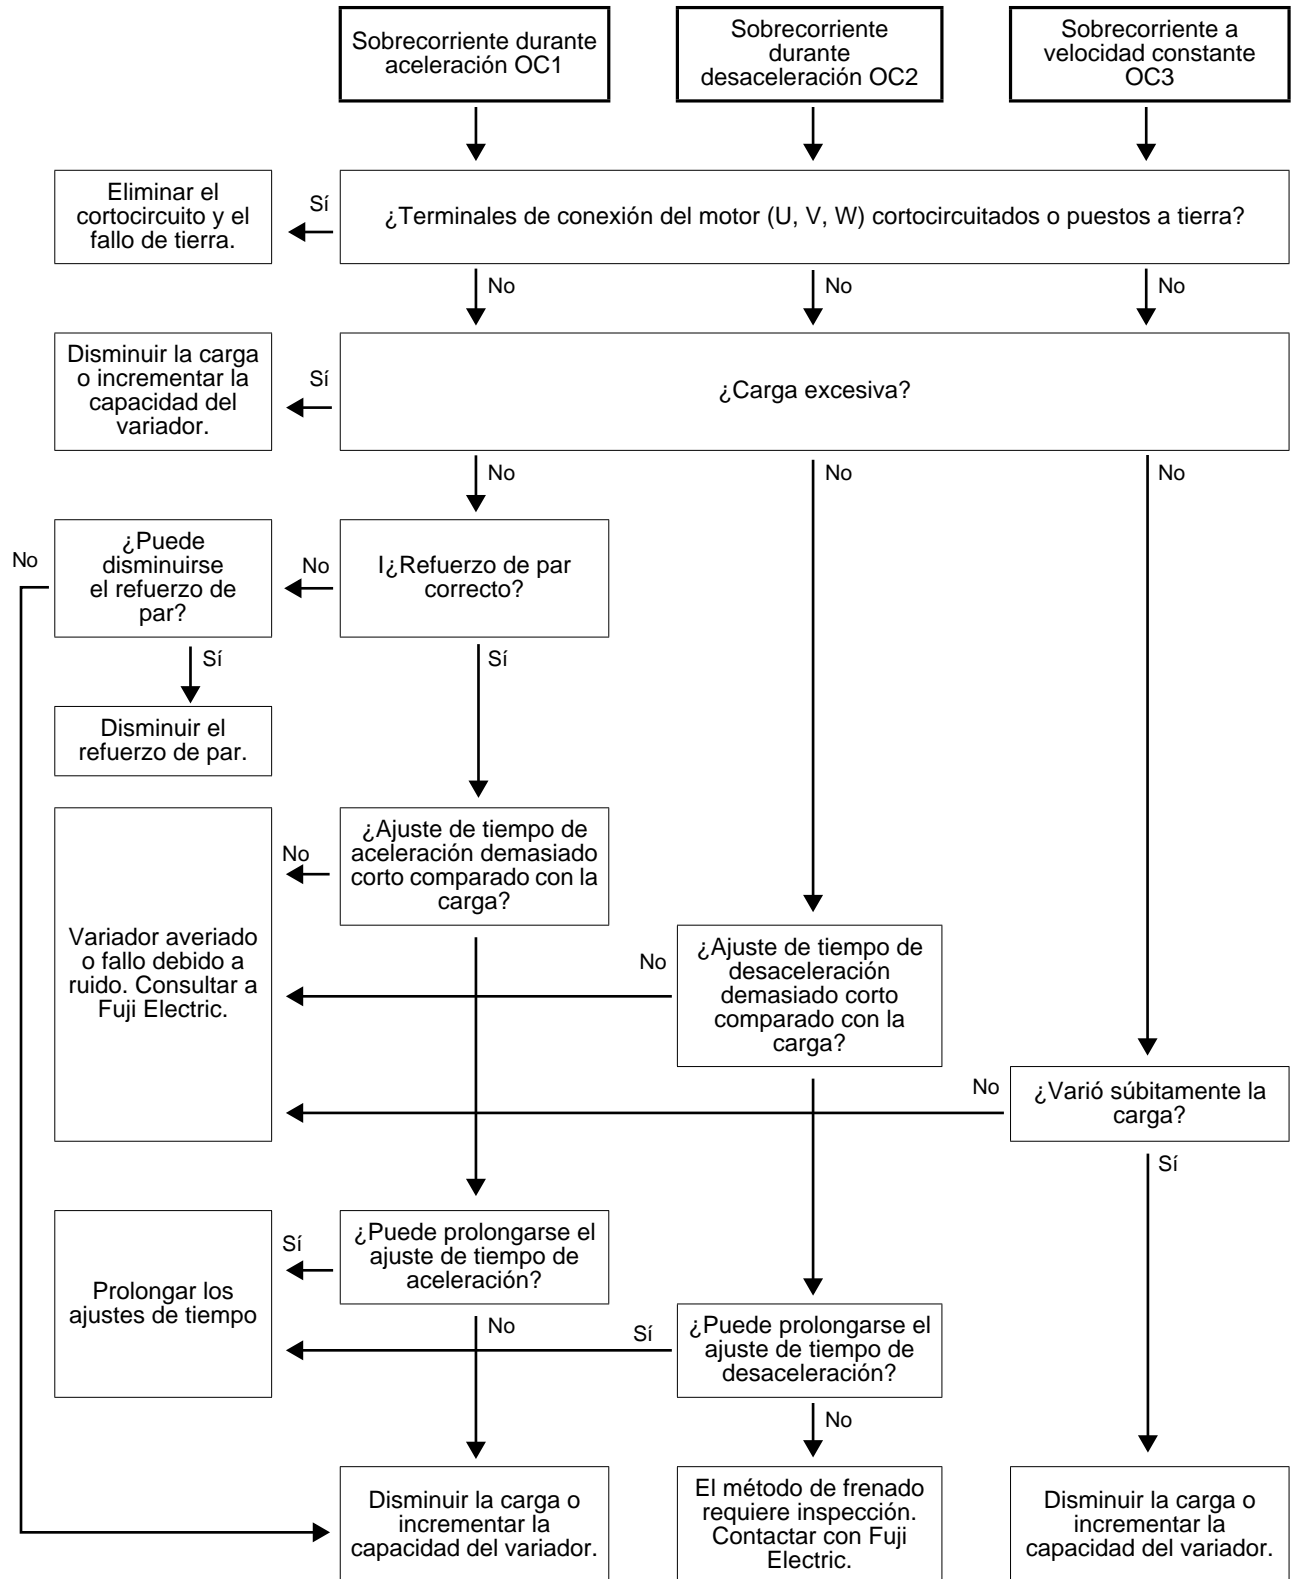 Sobrecorriente durante
aceleración OC1
Sobrecorriente
durante
desaceleración OC2
Sobrecorriente a
velocidad constante
OC3
Eliminar el
cortocircuito y el
fallo de tierra.
Sí
¿Terminales de conexión del motor (U, V, W) cortocircuitados o puestos a tierra?
No
No
No
Disminuir la carga
o incrementar la
capacidad del
variador.
Sí
¿Carga excesiva?
No
No
No
No
¿Puede
disminuirse
el refuerzo de
par?
No
I¿Refuerzo de par
correcto?
Sí
Sí
Disminuir el
refuerzo de par.
Variador averiado
o fallo debido a
ruido. Consultar a
Fuji Electric.
No
¿Ajuste de tiempo de
aceleración demasiado
corto comparado con la
carga?
No
¿Ajuste de tiempo de
desaceleración
demasiado corto
comparado con la
carga?
No
¿Varió súbitamente la
carga?
Sí
Prolongar los
ajustes de tiempo
Sí
¿Puede prolongarse el
ajuste de tiempo de
aceleración?
No
Sí
¿Puede prolongarse el
ajuste de tiempo de
desaceleración?
No
Disminuir la carga o
incrementar la
capacidad del variador.
El método de frenado
requiere inspección.
Contactar con Fuji
Electric.
Disminuir la carga o
incrementar la
capacidad del variador.